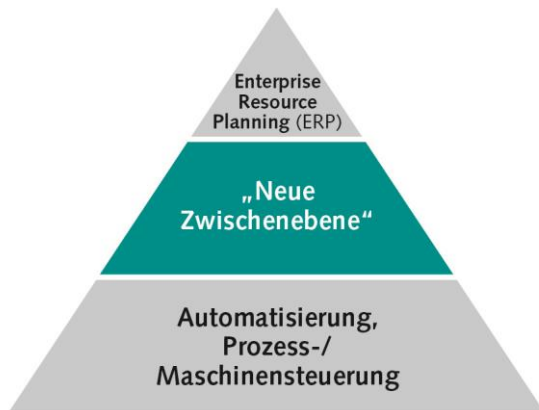 Enterprise
Resource
Planning (ERP)
„Neue
Zwischenebene“
Automatisierung,
Prozess-/
Maschinensteuerung